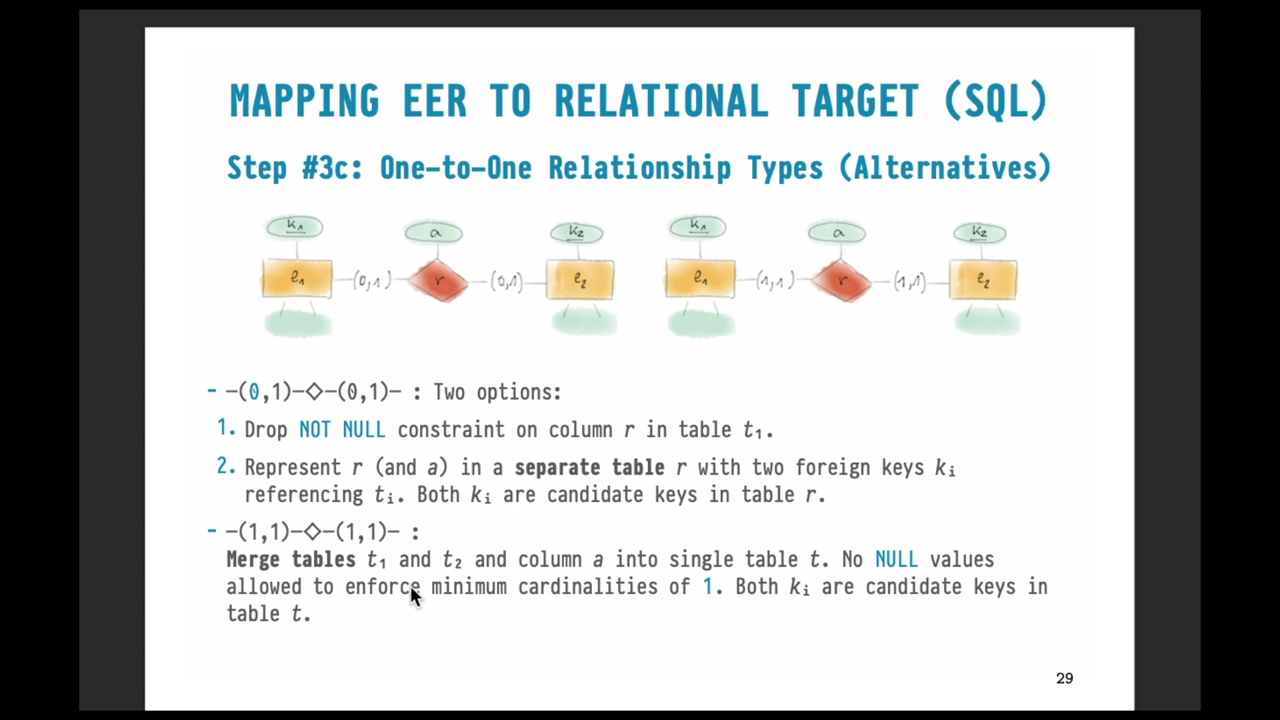 MAPPING EER TO RELATIONAL TARGET (SQL)
Step #3c: One-to-One Relationship Types (Alternatives)
k₁ a k₂ k₁ a k₂
e₁ (0,1) r (0,1) e₂ e₁ (1,1) r (1,1) e₂
- —(0,1)—◇—(0,1)— : Two options:
1. Drop NOT NULL constraint on column r in table t₁.
2. Represent r (and a) in a separate table r with two foreign keys kᵢ
referencing tᵢ. Both kᵢ are candidate keys in table r.
- —(1,1)—◇—(1,1)— :
Merge tables t₁ and t₂ and column a into single table t. No NULL values
allowed to enforce minimum cardinalities of 1. Both kᵢ are candidate keys in
table t.
29